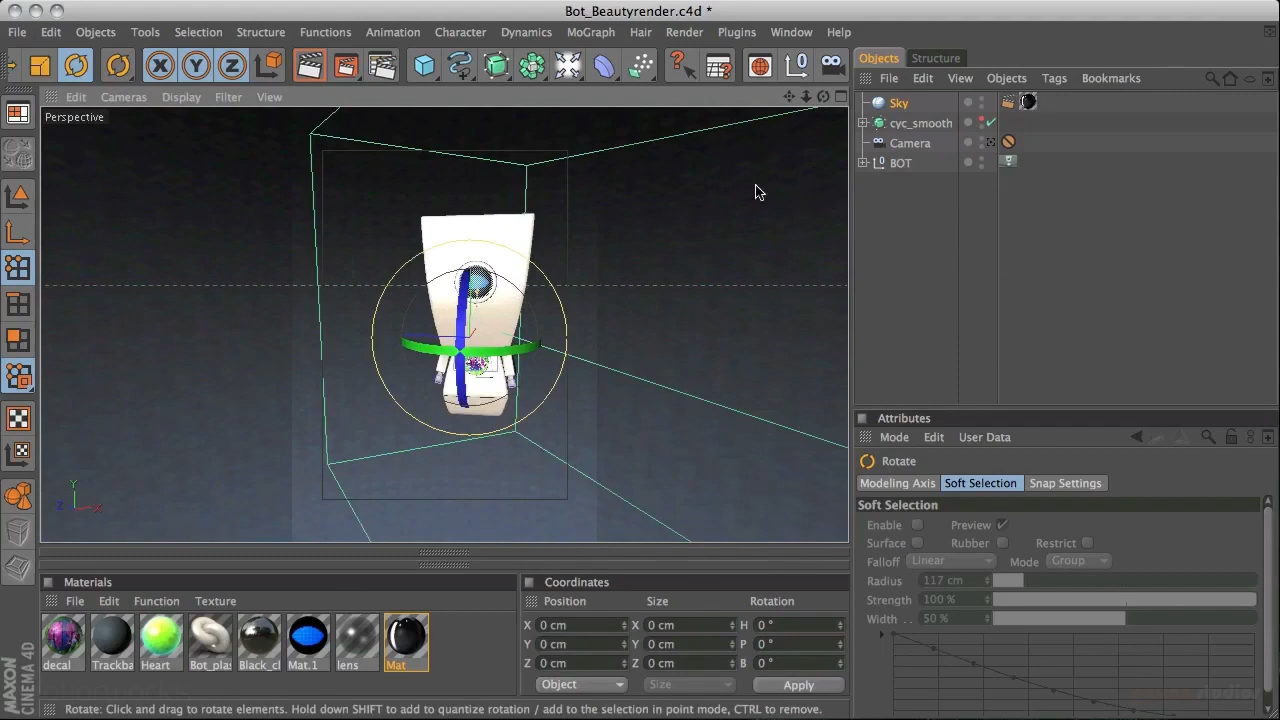 Bot_Beautyrender.c4d *
File Edit Objects Tools Selection Structure Functions Animation Character Dynamics MoGraph Hair Render Plugins Window Help
Objects Structure
File Edit View Objects Tags Bookmarks
Edit Cameras Display Filter View
Perspective
Sky
cyc_smooth
Camera
BOT
Attributes
Mode Edit User Data
Rotate
Modeling Axis Soft Selection Snap Settings
Soft Selection
Enable Preview
Surface Rubber Restrict
Falloff Linear Mode Group
Radius 117 cm
Strength 100 %
Width . . 50 %
Y
Z X
Materials
File Edit Function Texture
decal Trackba Heart Bot_plas Black_cl Mat.1 lens Mat
Coordinates
Position Size Rotation
X 0 cm X 0 cm H 0 °
Y 0 cm Y 0 cm P 0 °
Z 0 cm Z 0 cm B 0 °
Object Size Apply
MAXON
CINEMA 4D
Rotate: Click and drag to rotate elements. Hold down SHIFT to add to quantize rotation / add to the selection in point mode, CTRL to remove.